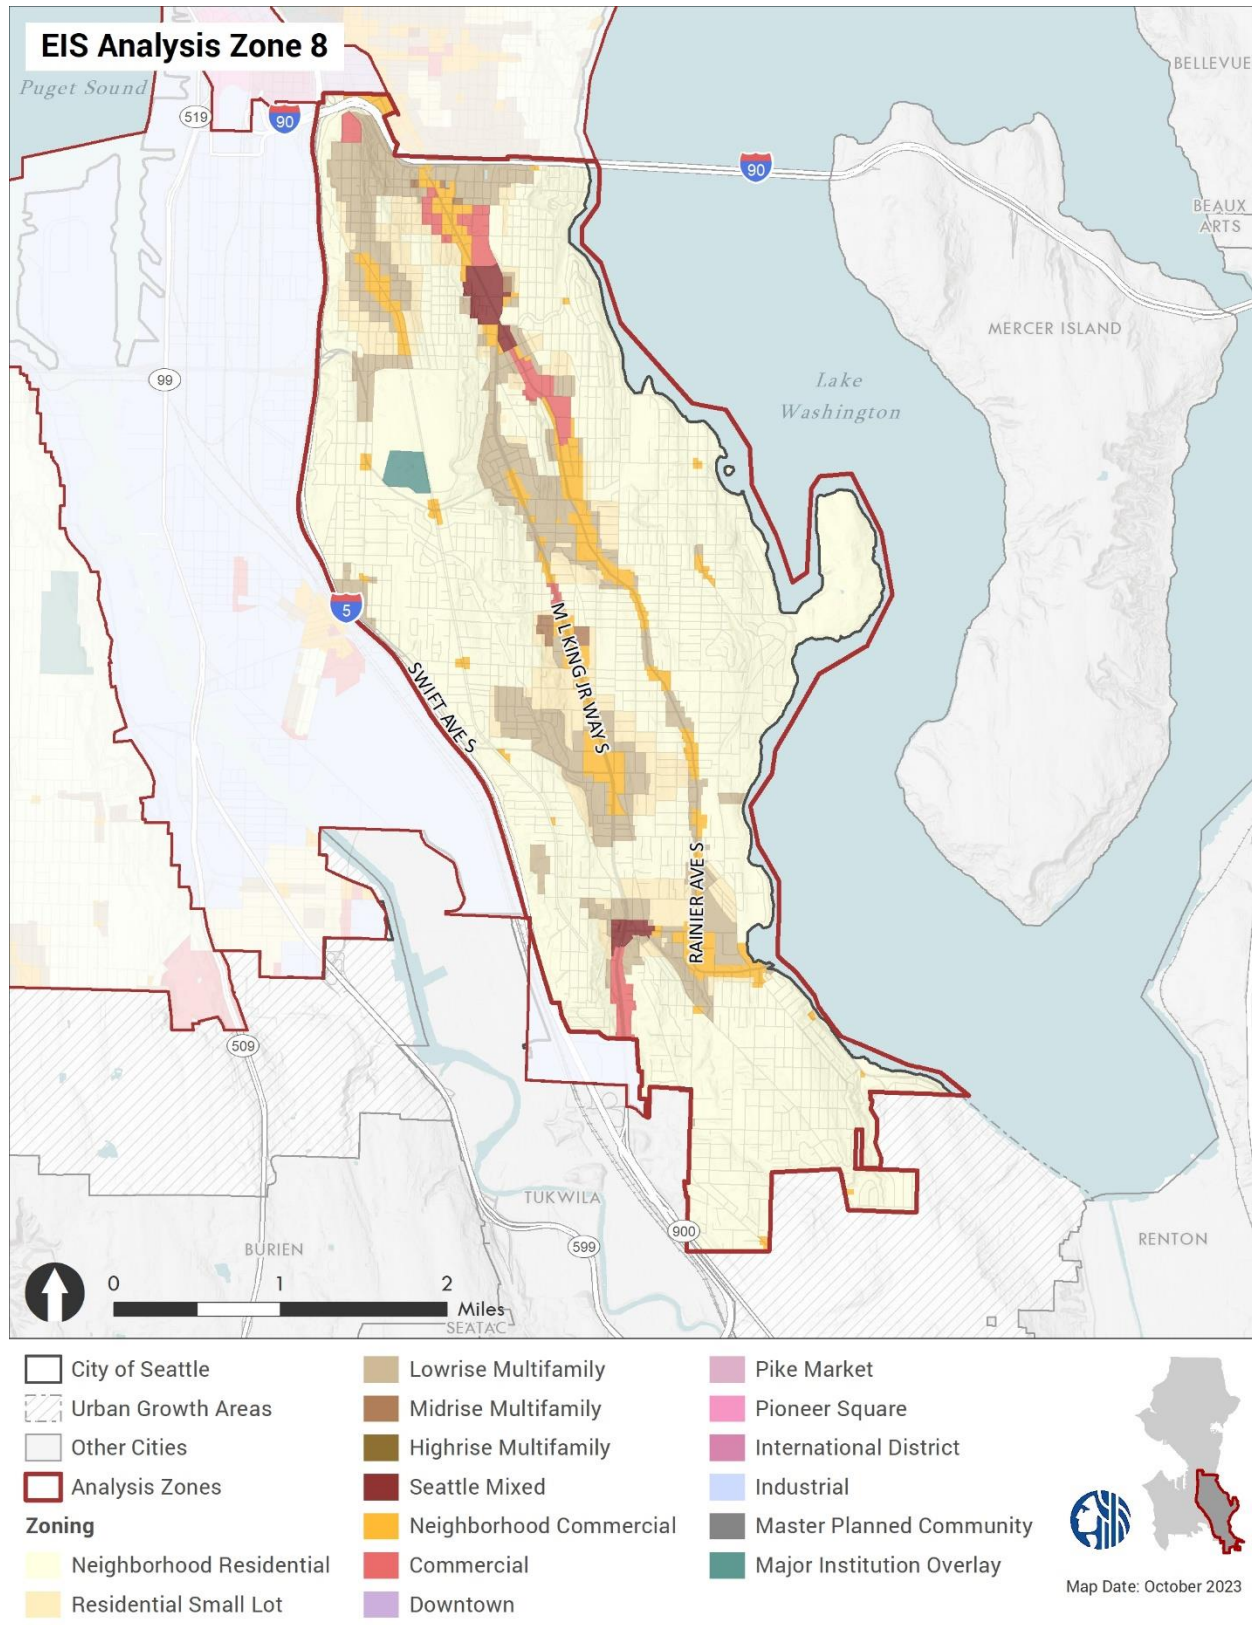 EIS Analysis Zone 8
Puget Sound
BELLEVUE
519
90
90
BEAUX
ARTS
MERCER ISLAND
99
Lake
Washington
5
M L KING JR WAY S
SWIFT AVE S
RAINIER AVE S
509
TUKWILA
900
599
BURIEN
RENTON
0 1 2
Miles
SEATAC
City of Seattle
Urban Growth Areas
Other Cities
Analysis Zones
Zoning
Neighborhood Residential
Residential Small Lot
Lowrise Multifamily
Midrise Multifamily
Highrise Multifamily
Seattle Mixed
Neighborhood Commercial
Commercial
Downtown
Pike Market
Pioneer Square
International District
Industrial
Master Planned Community
Major Institution Overlay
Map Date: October 2023